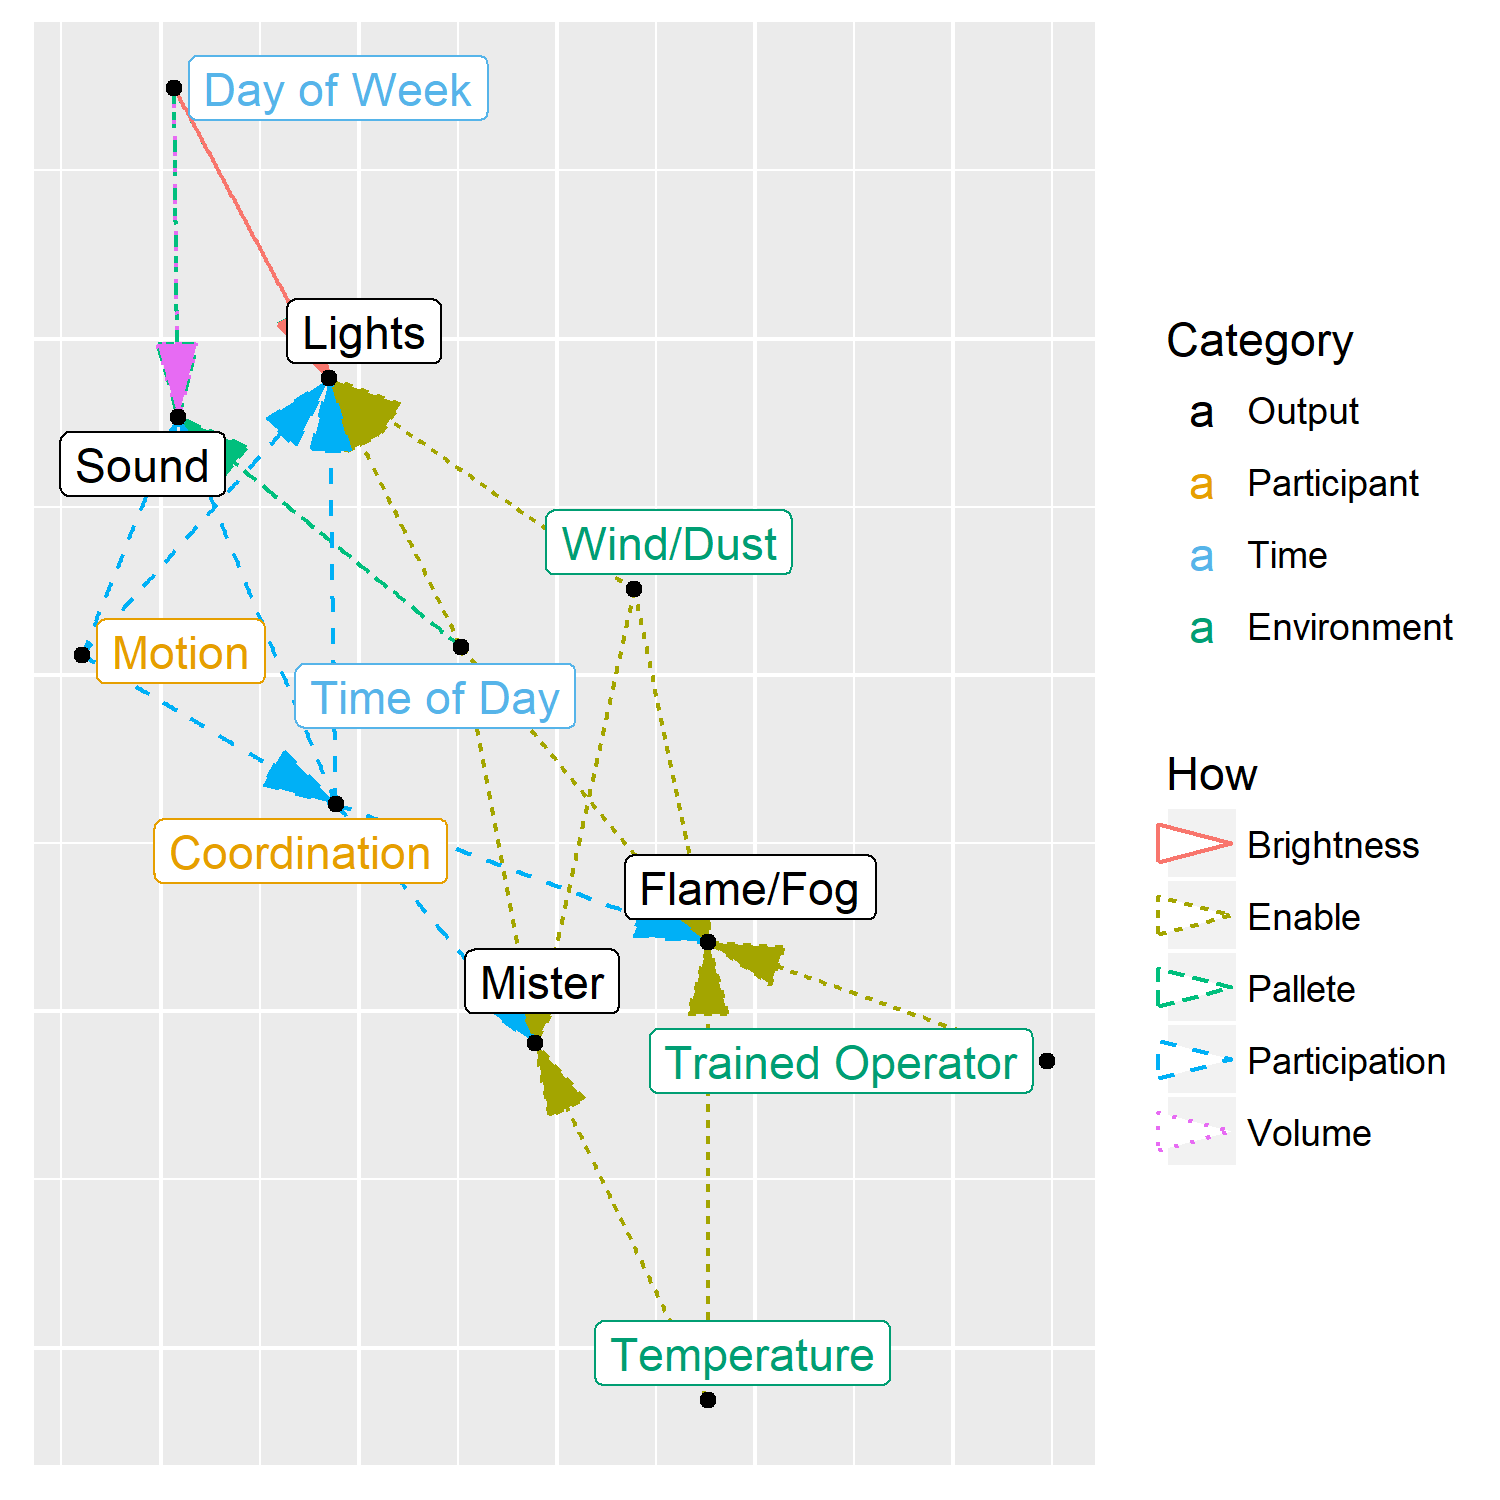 Day of Week
Lights
Sound
Wind/Dust
Motion
Time of Day
Coordination
Flame/Fog
Mister
Trained Operator
Temperature
Category
a Output
a Participant
a Time
a Environment
How
Brightness
Enable
Pallete
Participation
Volume